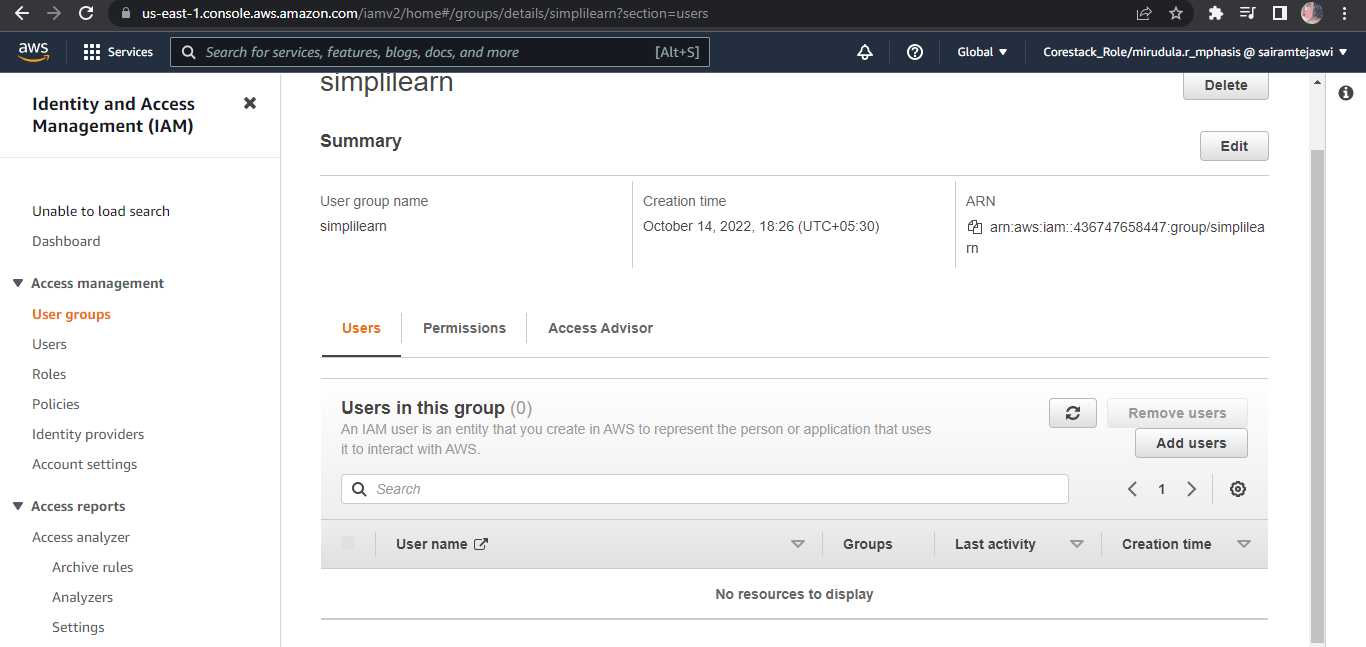 us-east-1.console.aws.amazon.com/iamv2/home#/groups/details/simplilearn?section=users
aws Services Search for services, features, blogs, docs, and more [Alt+S] Global Corestack_Role/mirudula.r_mphasis @ sairamtejaswi
Identity and Access
Management (IAM)
Unable to load search
Dashboard
Access management
User groups
Users
Roles
Policies
Identity providers
Account settings
Access reports
Access analyzer
Archive rules
Analyzers
Settings
simplilearn
Delete
Summary
Edit
User group name
simplilearn
Creation time
October 14, 2022, 18:26 (UTC+05:30)
ARN
arn:aws:iam::436747658447:group/simplilea
rn
Users Permissions Access Advisor
Users in this group (0)
An IAM user is an entity that you create in AWS to represent the person or application that uses
it to interact with AWS.
Remove users
Add users
Search
1
User name Groups Last activity Creation time
No resources to display